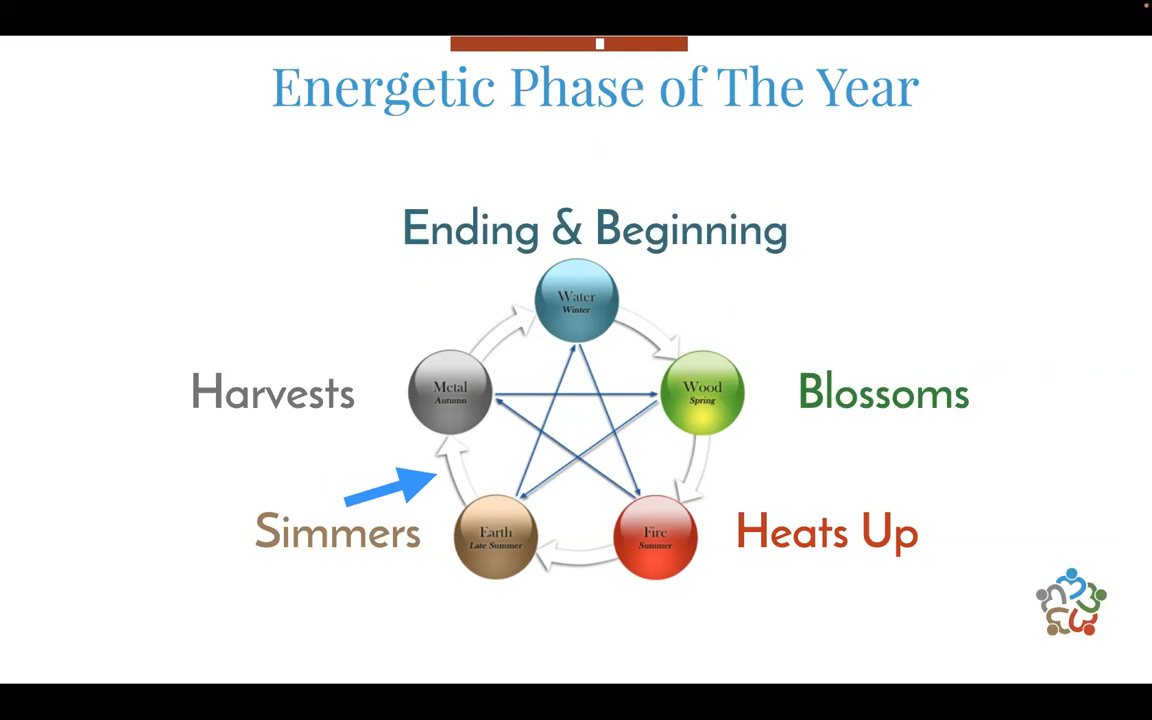 Energetic Phase of The Year
Ending & Beginning
Water
Winter
Harvests
Metal
Autumn
Wood
Spring
Blossoms
Simmers
Earth
Late Summer
Fire
Summer
Heats Up